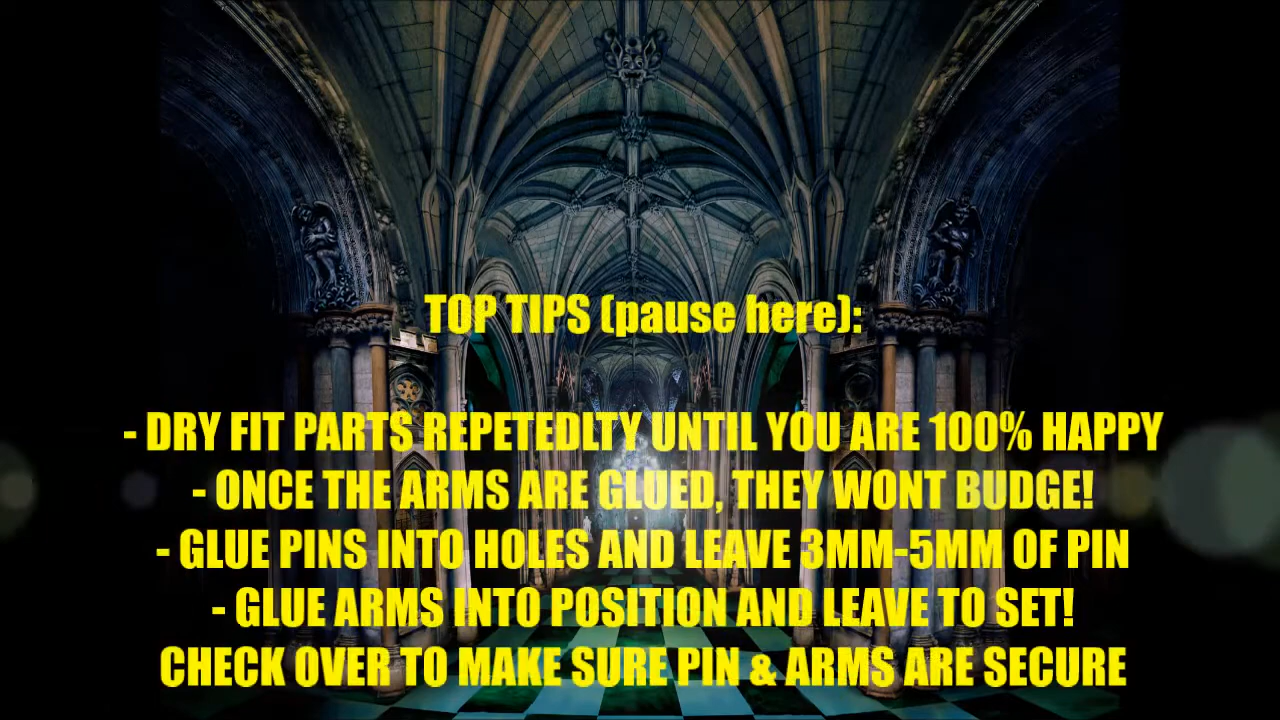 TOP TIPS (pause here):
- DRY FIT PARTS REPETEDLTY UNTIL YOU ARE 100% HAPPY
- ONCE THE ARMS ARE GLUED, THEY WONT BUDGE!
- GLUE PINS INTO HOLES AND LEAVE 3MM-5MM OF PIN
- GLUE ARMS INTO POSITION AND LEAVE TO SET!
CHECK OVER TO MAKE SURE PIN & ARMS ARE SECURE